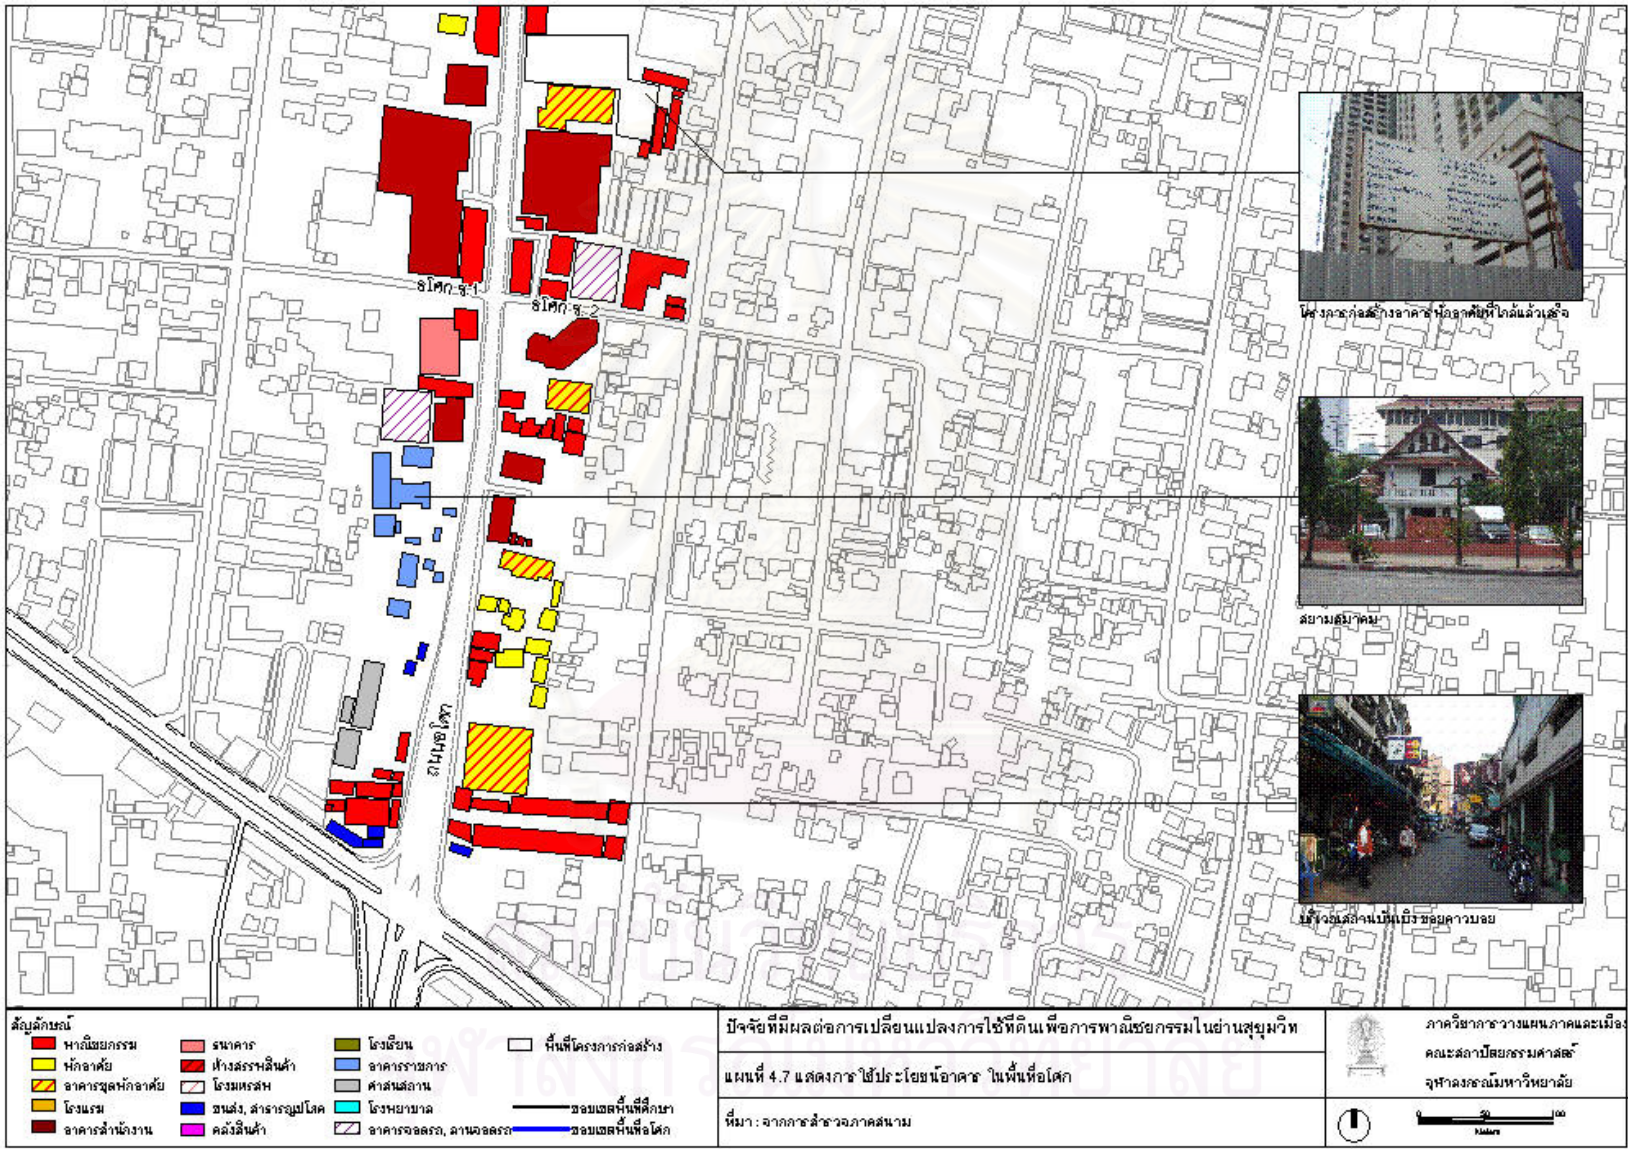 อโศก ซ.1
อโศก ซ.2
ถนนอโศก
โครงการก่อสร้างอาคารพักอาศัยที่ใกล้แล้วเสร็จ
สยามสมาคม
บริเวณสถานบันเทิง ซอยคาวบอย
สัญลักษณ์
พาณิชยกรรม
พักอาศัย
อาคารชุดพักอาศัย
โรงแรม
อาคารสำนักงาน
ธนาคาร
ห้างสรรพสินค้า
โรงมหรสพ
ขนส่ง, สาธารณูปโภค
คลังสินค้า
โรงเรียน
อาคารราชการ
ศาสนสถาน
โรงพยาบาล
อาคารจอดรถ, ลานจอดรถ
พื้นที่โครงการก่อสร้าง
ขอบเขตพื้นที่ศึกษา
ขอบเขตพื้นที่อโศก
ปัจจัยที่มีผลต่อการเปลี่ยนแปลงการใช้ที่ดินเพื่อการพาณิชยกรรมในย่านสุขุมวิท
แผนที่ 4.7 แสดงการใช้ประโยชน์อาคาร ในพื้นที่อโศก
ที่มา : จากการสำรวจภาคสนาม
ภาควิชาการวางแผนภาคและเมือง
คณะสถาปัตยกรรมศาสตร์
จุฬาลงกรณ์มหาวิทยาลัย
0 50 100
Meters